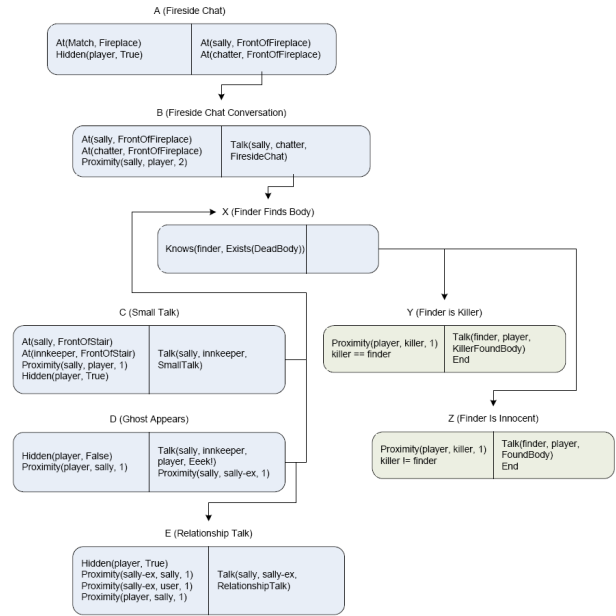 A (Fireside Chat)
At(Match, Fireplace)
Hidden(player, True)
At(sally, FrontOfFireplace)
At(chatter, FrontOfFireplace)
B (Fireside Chat Conversation)
At(sally, FrontOfFireplace)
At(chatter, FrontOfFireplace)
Proximity(sally, player, 2)
Talk(sally, chatter,
FiresideChat)
X (Finder Finds Body)
Knows(finder, Exists(DeadBody))
C (Small Talk)
At(sally, FrontOfStair)
At(innkeeper, FrontOfStair)
Proximity(sally, player, 1)
Hidden(player, True)
Talk(sally, innkeeper,
SmallTalk)
Y (Finder is Killer)
Proximity(player, killer, 1)
killer == finder
Talk(finder, player,
KillerFoundBody)
End
D (Ghost Appears)
Hidden(player, False)
Proximity(player, sally, 1)
Talk(sally, innkeeper,
player, Eeek!)
Proximity(sally, sally-ex, 1)
Z (Finder Is Innocent)
Proximity(player, killer, 1)
killer != finder
Talk(finder, player,
FoundBody)
End
E (Relationship Talk)
Hidden(player, True)
Proximity(sally-ex, sally, 1)
Proximity(sally-ex, user, 1)
Proximity(player, sally, 1)
Talk(sally, sally-ex,
RelationshipTalk)